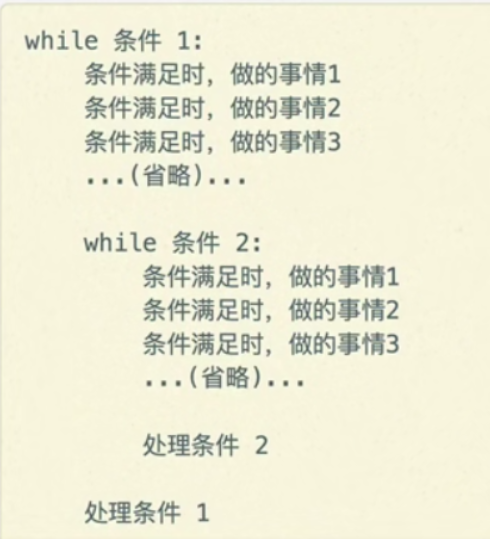 while 条件 1:
    条件满足时，做的事情1
    条件满足时，做的事情2
    条件满足时，做的事情3
    ...(省略)...
    while 条件 2:
        条件满足时，做的事情1
        条件满足时，做的事情2
        条件满足时，做的事情3
        ...(省略)...
        处理条件 2
    处理条件 1